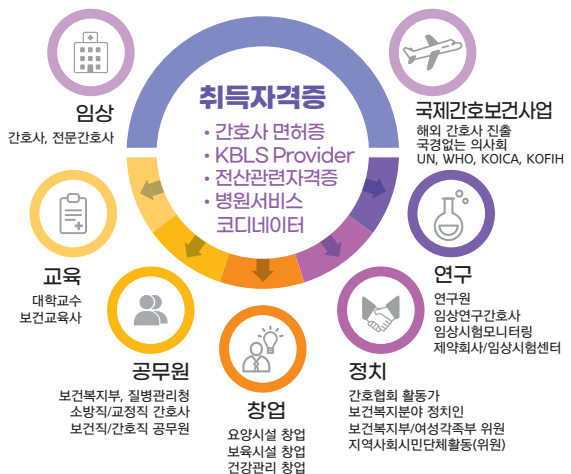 취득자격증
• 간호사 면허증
• KBLS Provider
• 전산관련자격증
• 병원서비스
코디네이터
임상
간호사, 전문간호사
국제간호보건사업
해외 간호사 진출
국경없는 의사회
UN, WHO, KOICA, KOFIH
교육
대학교수
보건교육사
연구
연구원
임상연구간호사
임상시험모니터링
제약회사/임상시험센터
공무원
보건복지부, 질병관리청
소방직/교정직 간호사
보건직/간호직 공무원
창업
요양시설 창업
보육시설 창업
건강관리 창업
정치
간호협회 활동가
보건복지분야 정치인
보건복지부/여성각족부 위원
지역사회시민단체활동(위원)